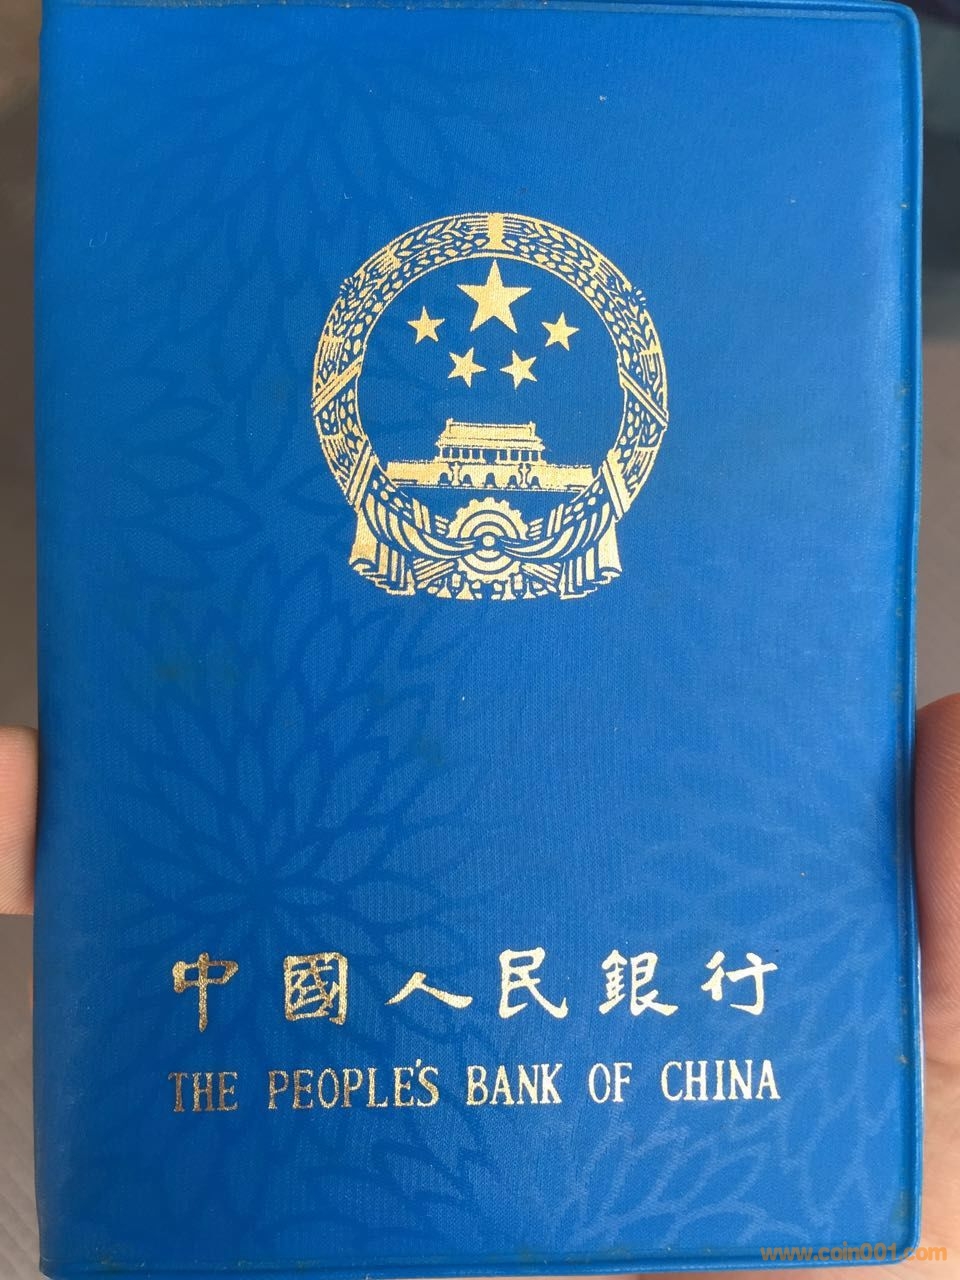 中國人民銀行
THE PEOPLE'S BANK OF CHINA
www.coin001.com